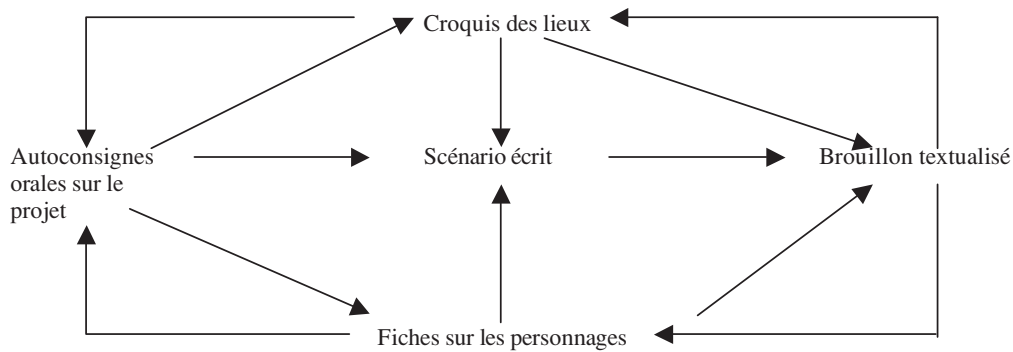 Croquis des lieux
Autoconsignes
orales sur le
projet
Scénario écrit
Brouillon textualisé
Fiches sur les personnages